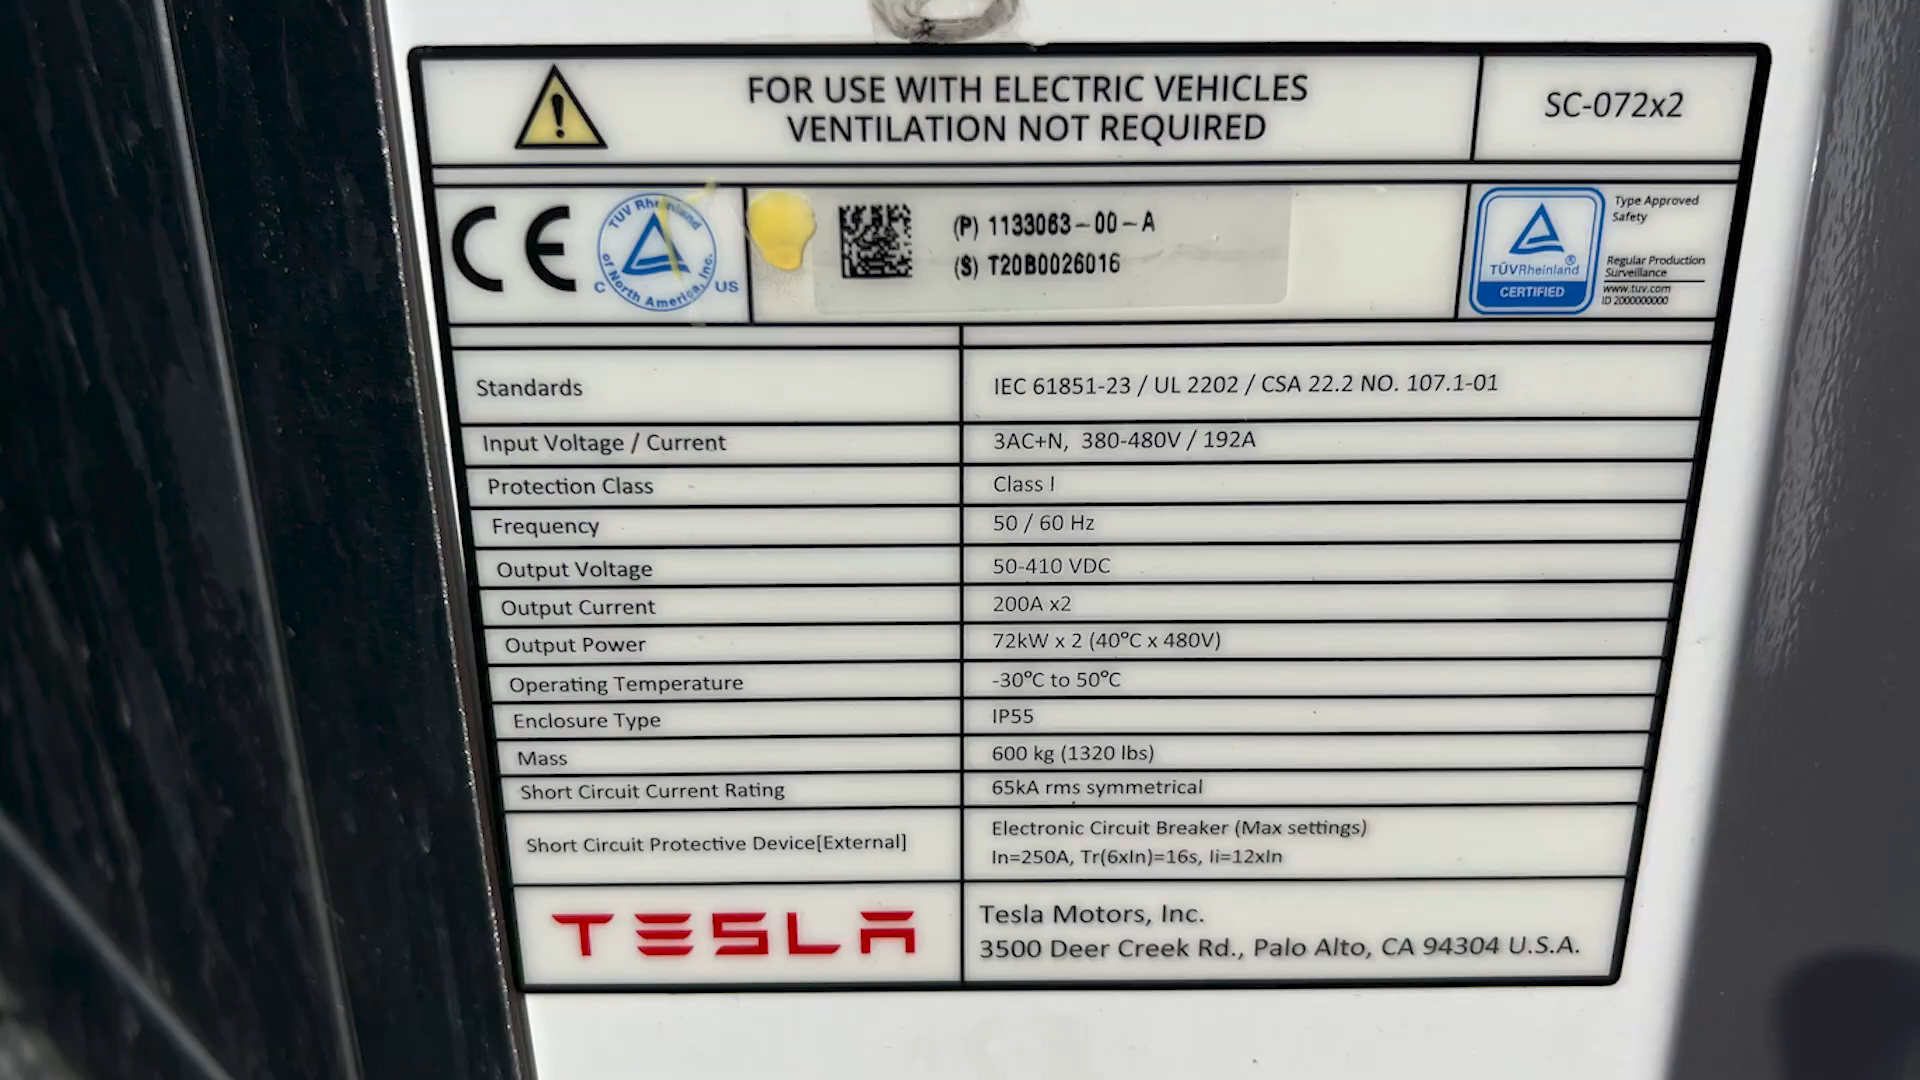 FOR USE WITH ELECTRIC VEHICLES
VENTILATION NOT REQUIRED
SC-072x2
CE
TÜV Rheinland
of North America, Inc.
C US
(P) 1133063-00-A
(S) T20B0026016
TÜVRheinland®
CERTIFIED
Type Approved
Safety
Regular Production
Surveillance
www.tuv.com
ID 2000000000
Standards IEC 61851-23 / UL 2202 / CSA 22.2 NO. 107.1-01
Input Voltage / Current 3AC+N, 380-480V / 192A
Protection Class Class I
Frequency 50 / 60 Hz
Output Voltage 50-410 VDC
Output Current 200A x2
Output Power 72kW x 2 (40°C x 480V)
Operating Temperature -30°C to 50°C
Enclosure Type IP55
Mass 600 kg (1320 lbs)
Short Circuit Current Rating 65kA rms symmetrical
Short Circuit Protective Device[External] Electronic Circuit Breaker (Max settings)
In=250A, Tr(6xIn)=16s, Ii=12xIn
TESLA
Tesla Motors, Inc.
3500 Deer Creek Rd., Palo Alto, CA 94304 U.S.A.